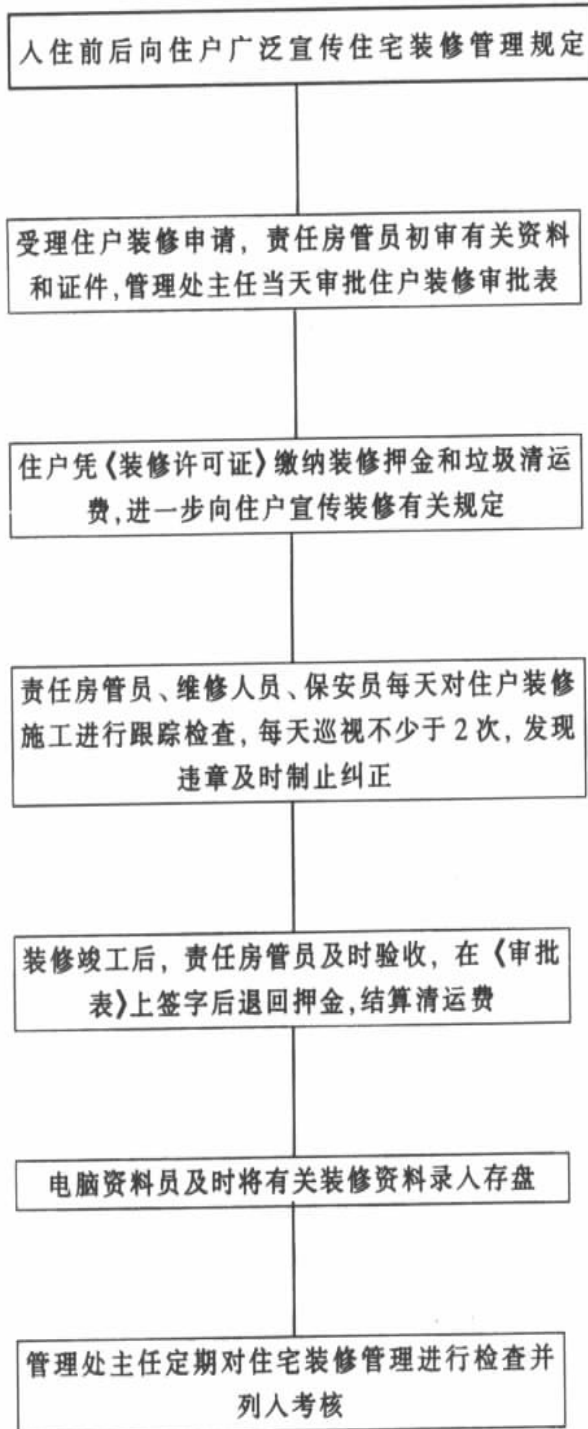 入住前后向住户广泛宣传住宅装修管理规定
受理住户装修申请，责任房管员初审有关资料
和证件，管理处主任当天审批住户装修审批表
住户凭《装修许可证》缴纳装修押金和垃圾清运
费，进一步向住户宣传装修有关规定
责任房管员、维修人员、保安员每天对住户装修
施工进行跟踪检查，每天巡视不少于2次，发现
违章及时制止纠正
装修竣工后，责任房管员及时验收，在《审批
表》上签字后退回押金，结算清运费
电脑资料员及时将有关装修资料录入存盘
管理处主任定期对住宅装修管理进行检查并
列入考核